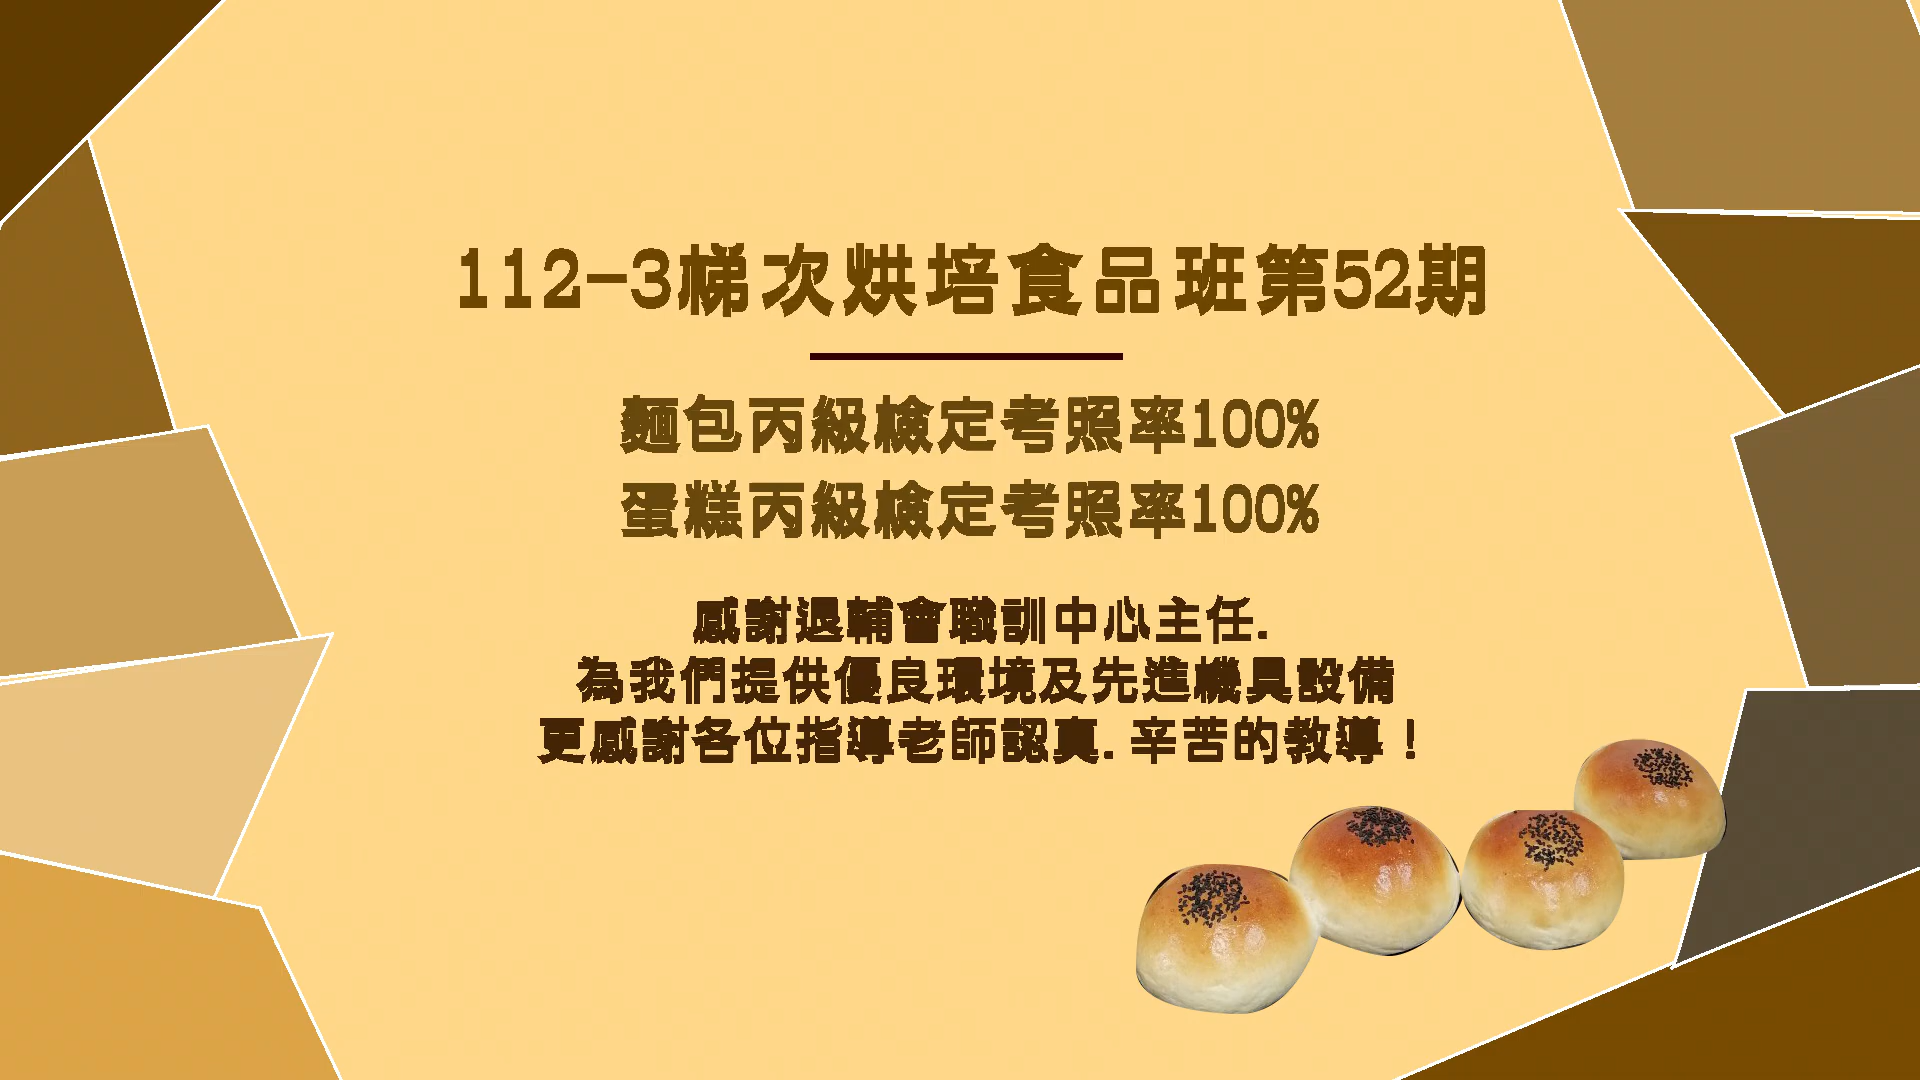 112-3梯次烘培食品班第52期
麵包丙級檢定考照率100%
蛋糕丙級檢定考照率100%
感謝退輔會職訓中心主任.
為我們提供優良環境及先進機具設備
更感謝各位指導老師認真.辛苦的教導！